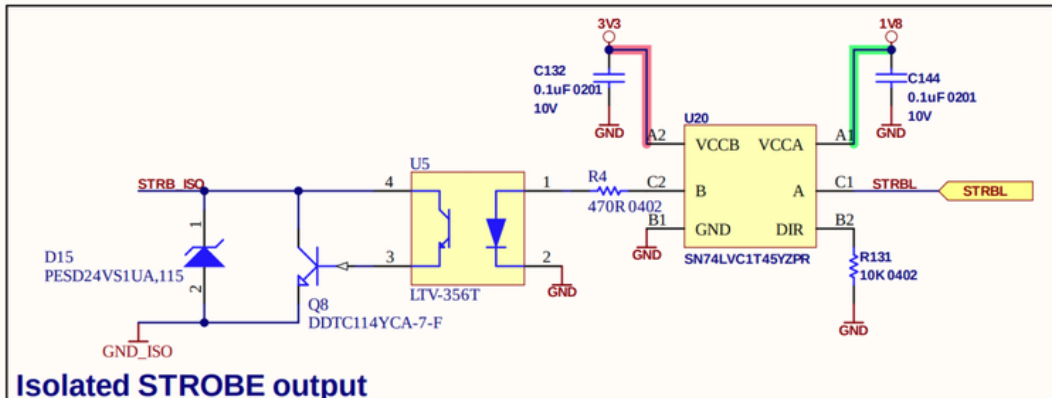 3V3
1V8
C132
0.1uF 0201
10V
GND
C144
0.1uF 0201
10V
GND
U20
A2
VCCB
VCCA
A1
U5
STRB_ISO
4
1
R4
470R 0402
C2
B
A
C1
STRBL
STRBL
1
B1
GND
DIR
B2
GND
SN74LVC1T45YZPR
D15
PESD24VS1UA,115
2
3
2
GND
LTV-356T
R131
10K 0402
GND
Q8
DDTC114YCA-7-F
GND_ISO
Isolated STROBE output